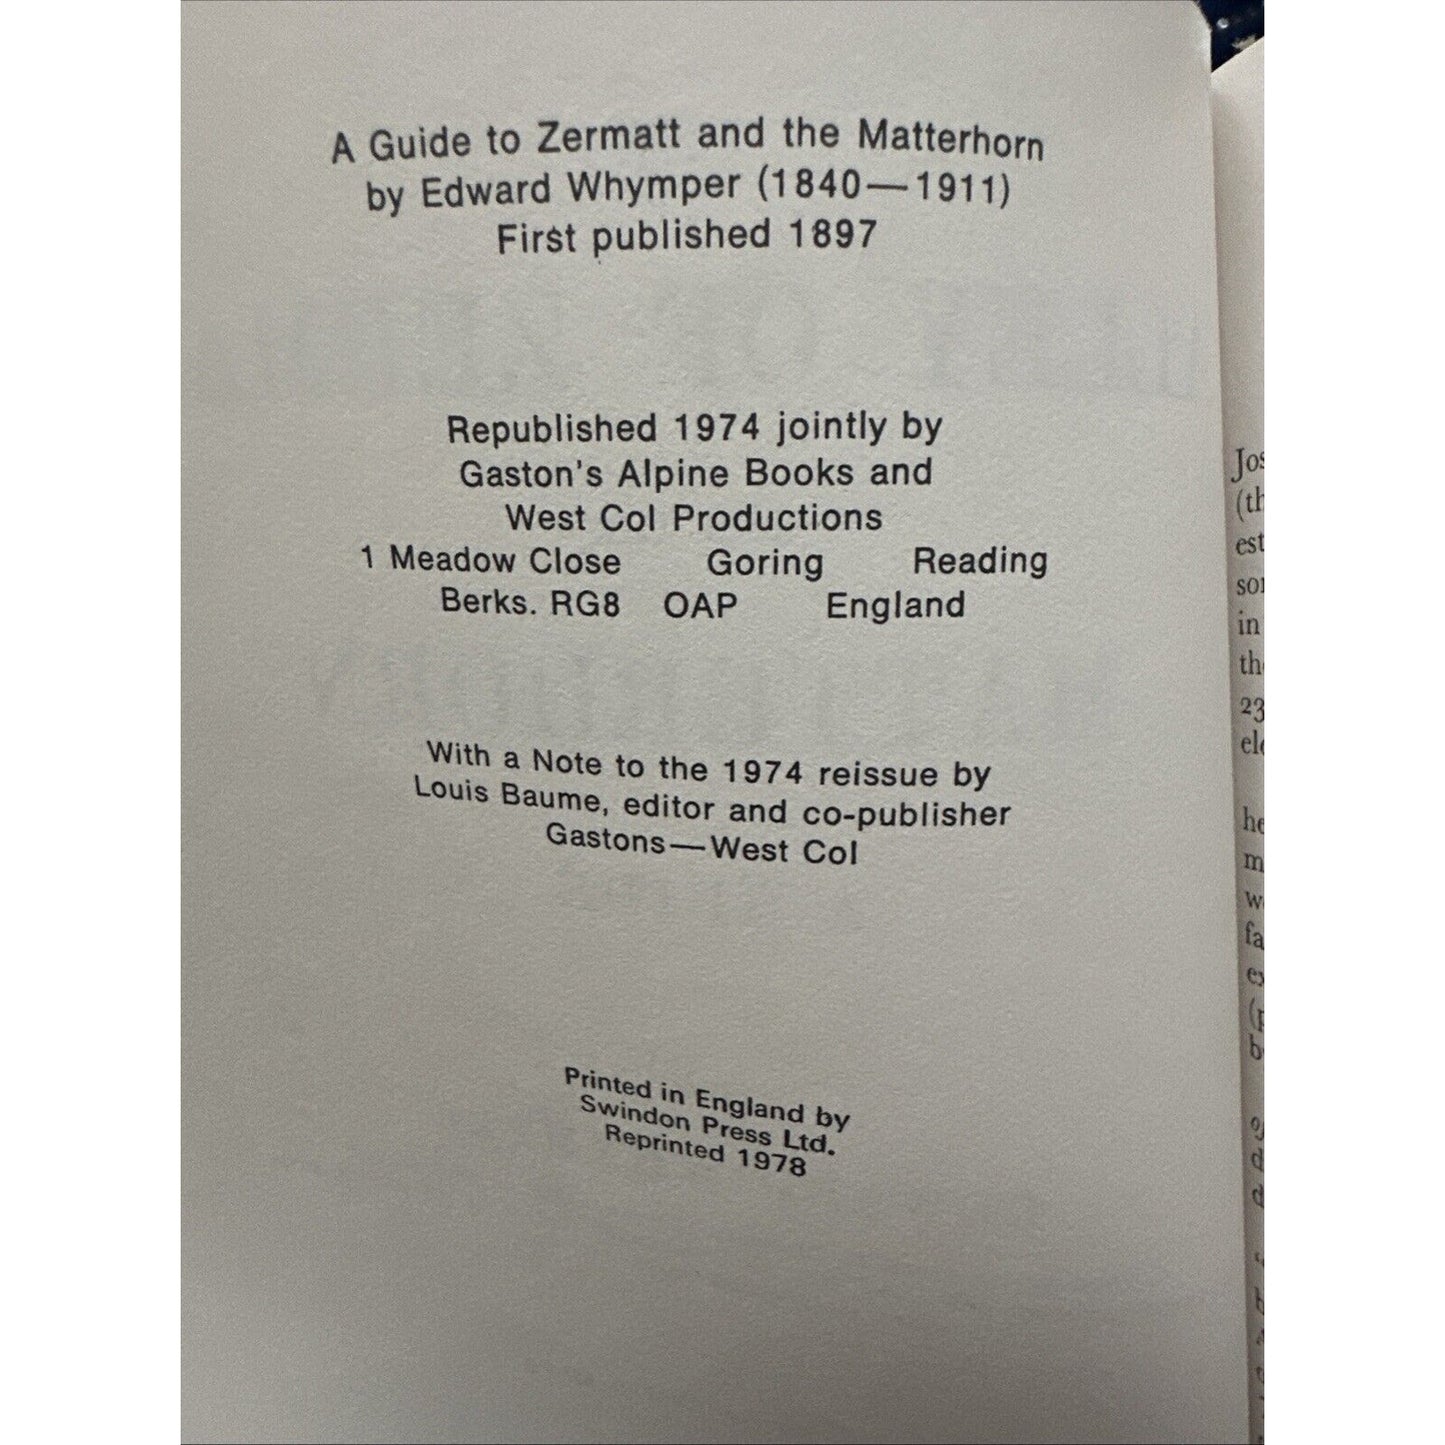 A Guide to Zermatt and the Matterhorn
by Edward Whymper (1840—1911)
First published 1897
Republished 1974 jointly by
Gaston's Alpine Books and
West Col Productions
1 Meadow Close Goring Reading
Berks. RG8 OAP England
With a Note to the 1974 reissue by
Louis Baume, editor and co-publisher
Gastons—West Col
Printed in England by
Swindon Press Ltd.
Reprinted 1978
in
23